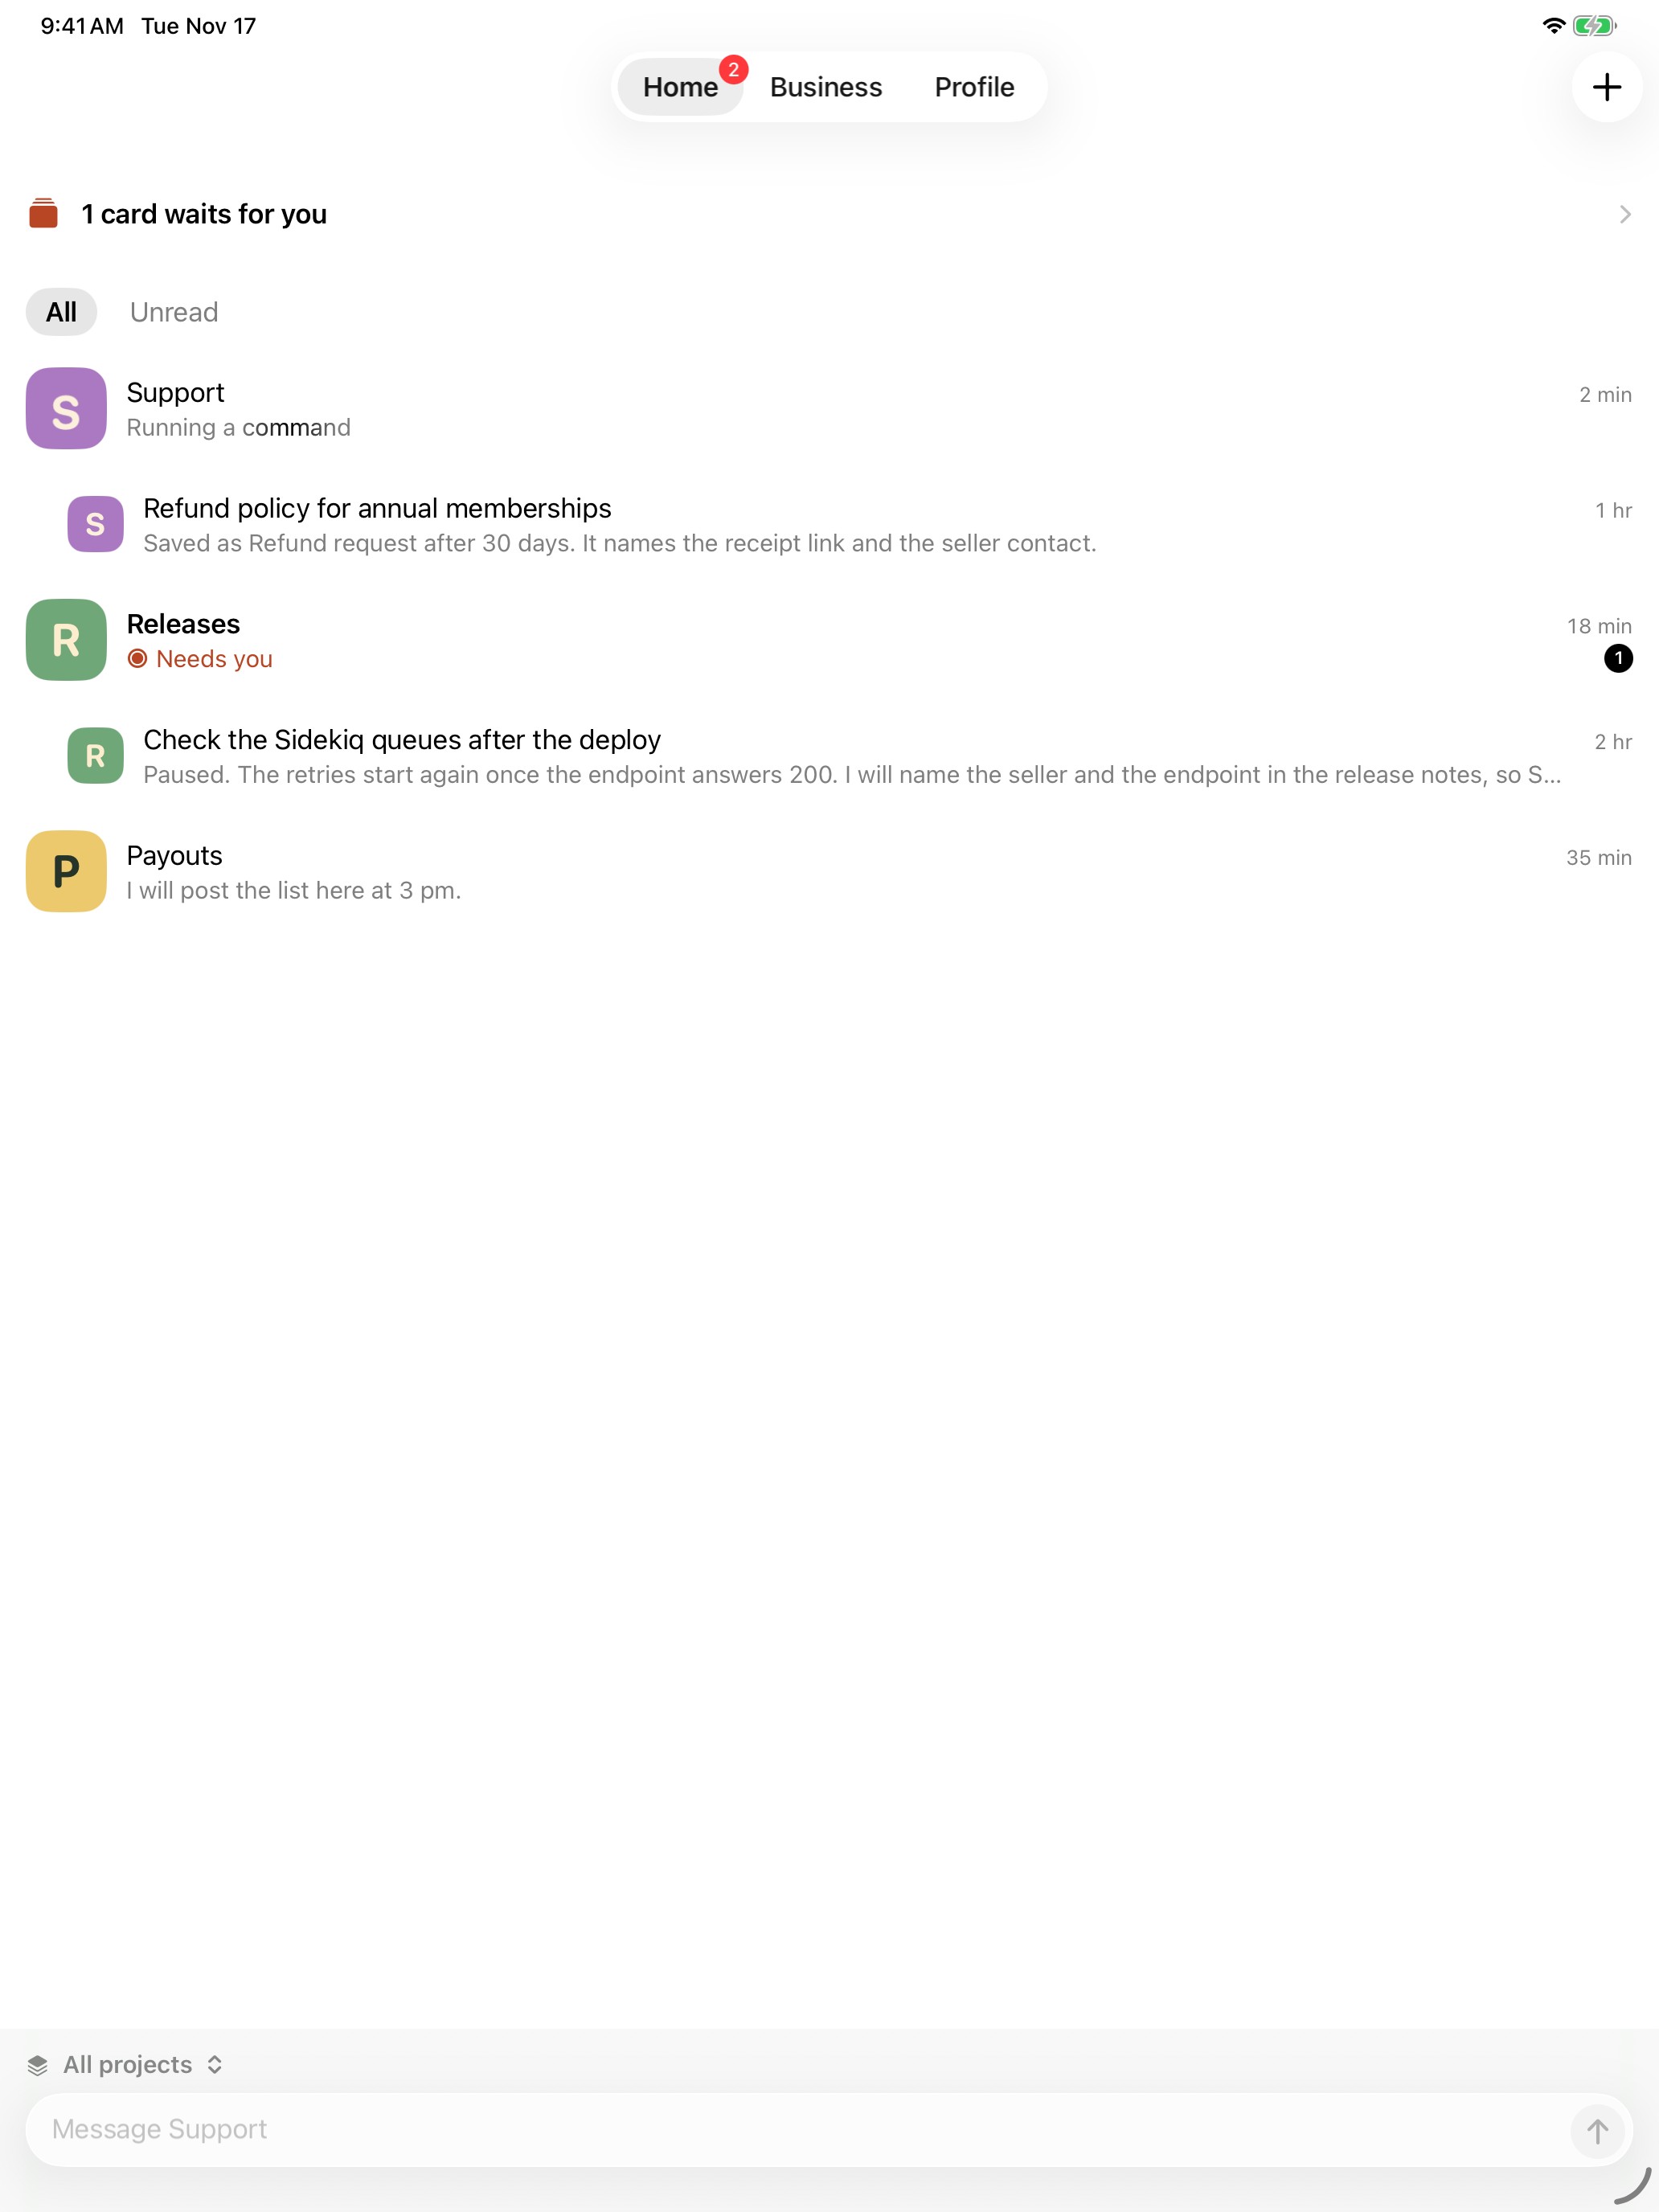 9:41 AM Tue Nov 17
Home 2 Business Profile
1 card waits for you
All Unread
S Support 2 min
Running a command
S Refund policy for annual memberships 1 hr
Saved as Refund request after 30 days. It names the receipt link and the seller contact.
R Releases 18 min
Needs you 1
R Check the Sidekiq queues after the deploy 2 hr
Paused. The retries start again once the endpoint answers 200. I will name the seller and the endpoint in the release notes, so S...
P Payouts 35 min
I will post the list here at 3 pm.
All projects
Message Support